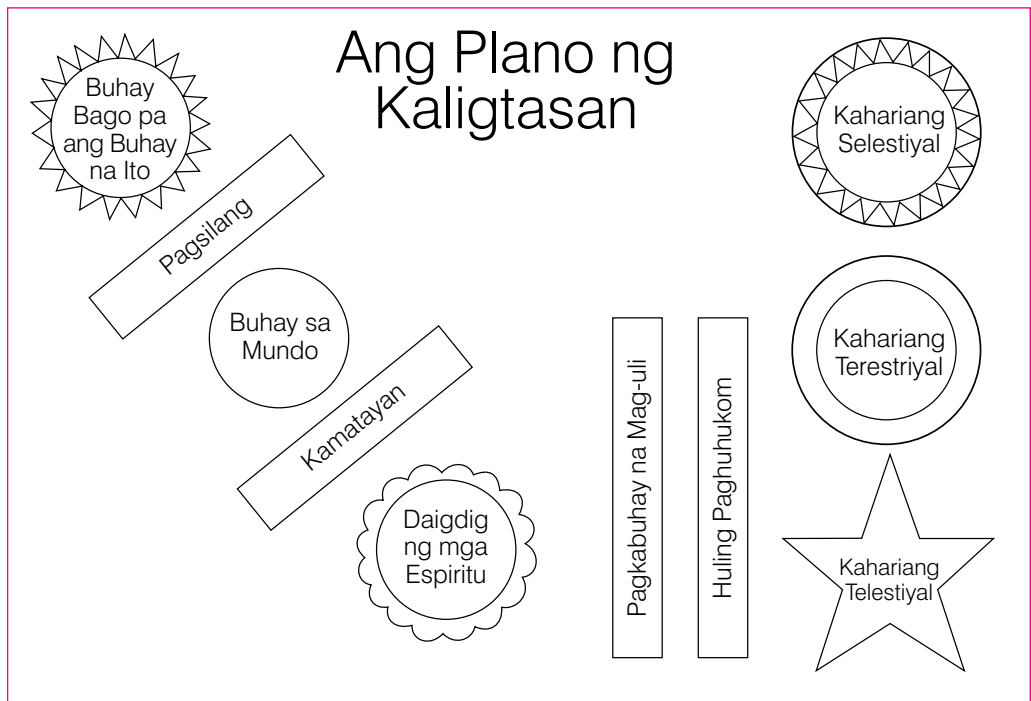 Ang Plano ng
Kaligtasan
Buhay
Bago pa
ang Buhay
na Ito
Pagsilang
Buhay sa
Mundo
Kamatayan
Daigdig
ng mga
Espiritu
Pagkabuhay na Mag-uli
Huling Paghuhukom
Kahariang
Selestiyal
Kahariang
Terestriyal
Kahariang
Telestiyal